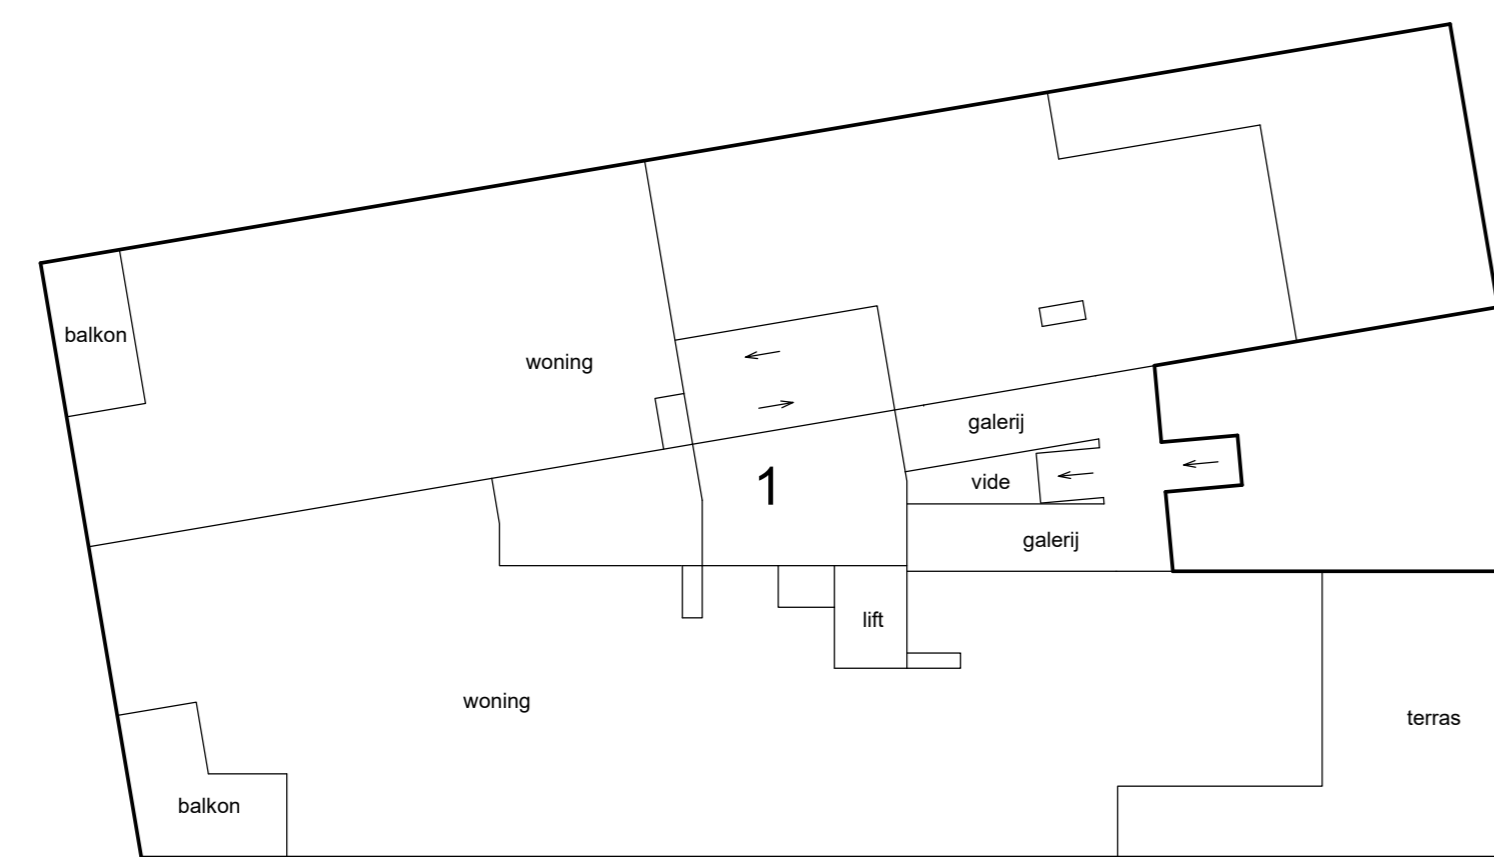 balkon
woning
galerij
1
vide
galerij
lift
woning
terras
balkon